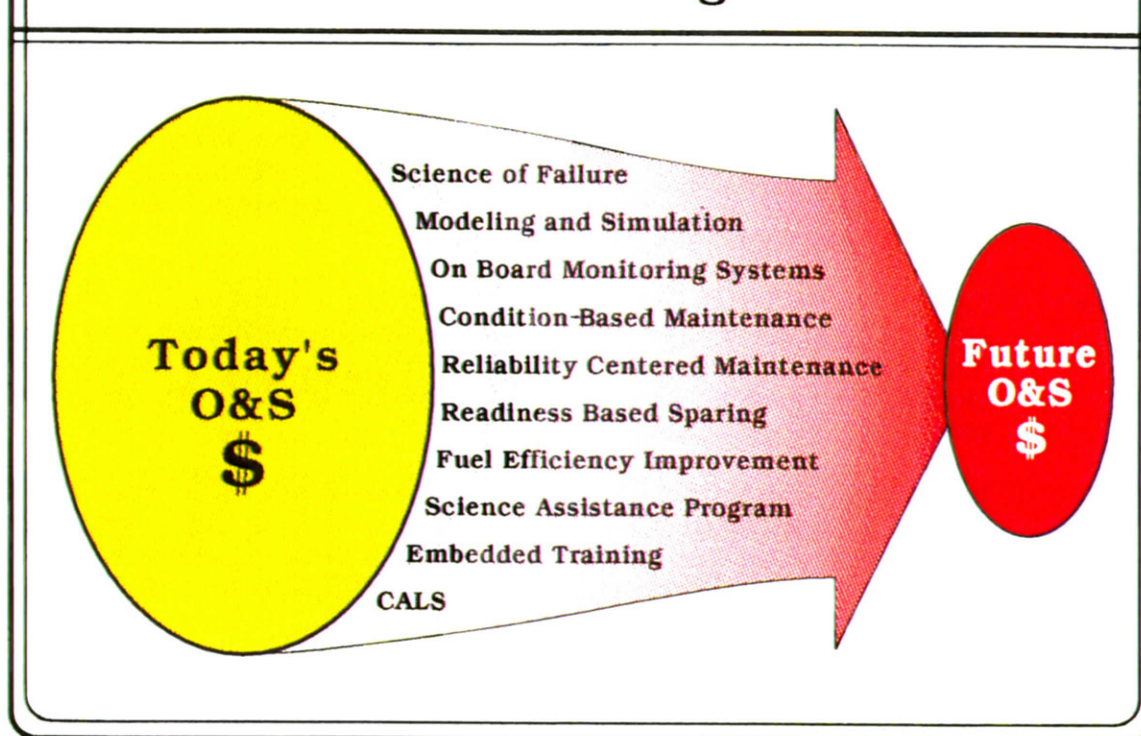 Today's
O&S
$
Science of Failure
Modeling and Simulation
On Board Monitoring Systems
Condition-Based Maintenance
Reliability Centered Maintenance
Readiness Based Sparing
Fuel Efficiency Improvement
Science Assistance Program
Embedded Training
CALS
Future
O&S
$